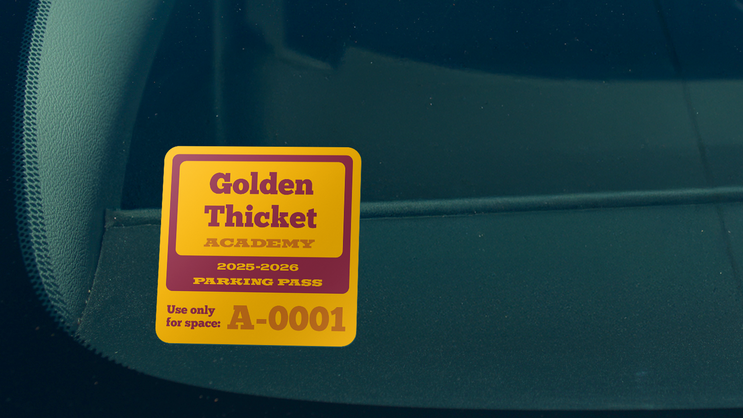 Golden
Thicket
ACADEMY
2025-2026
PARKING PASS
Use only
for space:
A-0001